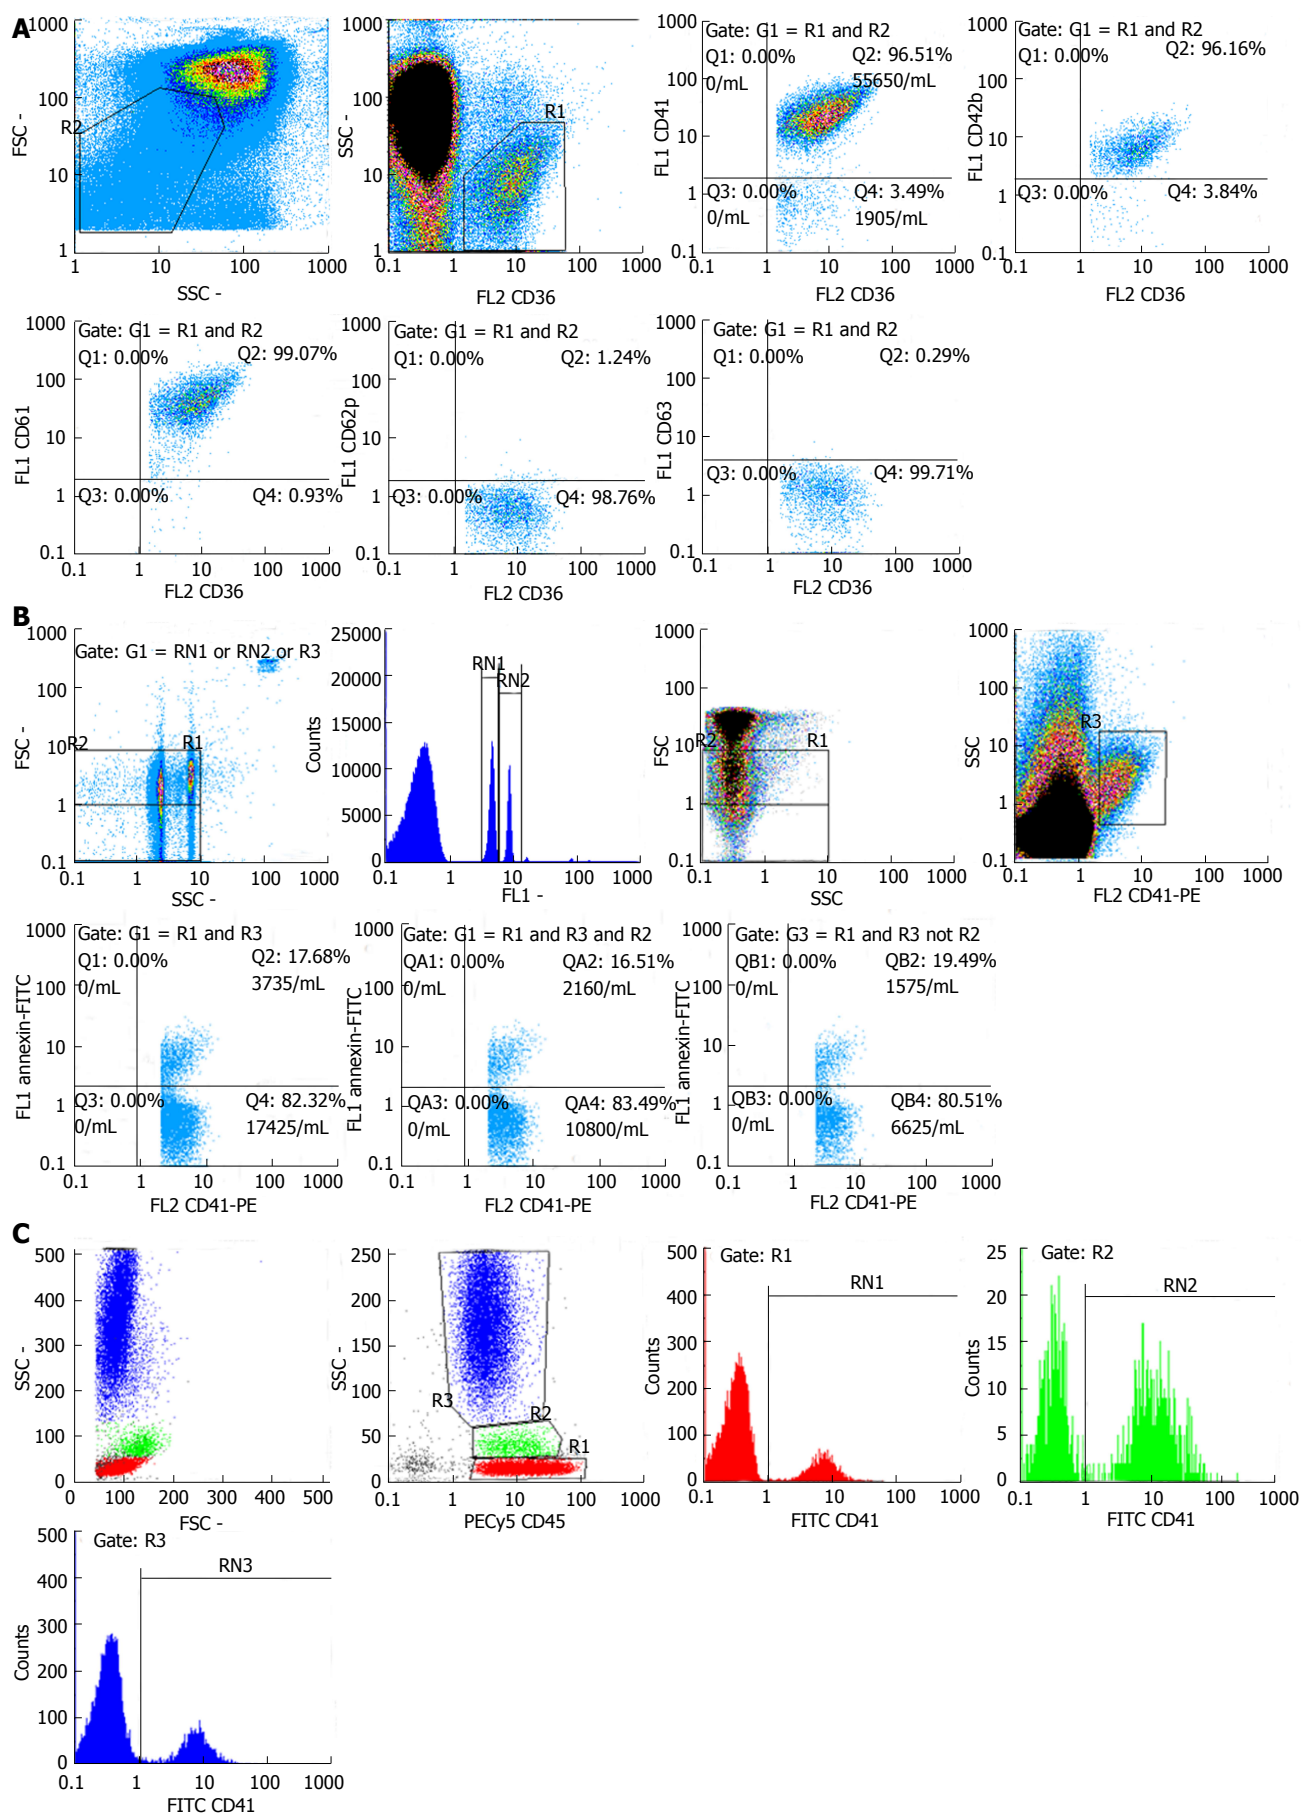 A
1000
100
10
1
FSC -
R2
1
10
100
1000
SSC -
1000
100
10
1
SSC -
R1
0.1
1
10
100
1000
FL2 CD36
Gate: G1 = R1 and R2
Q1: 0.00%
Q2: 96.51%
0/mL
55650/mL
Q3: 0.00%
Q4: 3.49%
0/mL
1905/mL
1000
100
10
1
0.1
FL1 CD41
0.1
1
10
100
1000
FL2 CD36
Gate: G1 = R1 and R2
Q1: 0.00%
Q2: 96.16%
Q3: 0.00%
Q4: 3.84%
1000
100
10
1
0.1
FL1 CD42b
0.1
1
10
100
1000
FL2 CD36
Gate: G1 = R1 and R2
Q1: 0.00%
Q2: 99.07%
Q3: 0.00%
Q4: 0.93%
1000
100
10
1
0.1
FL1 CD61
0.1
1
10
100
1000
FL2 CD36
Gate: G1 = R1 and R2
Q1: 0.00%
Q2: 1.24%
Q3: 0.00%
Q4: 98.76%
1000
100
10
1
0.1
FL1 CD62p
0.1
1
10
100
1000
FL2 CD36
Gate: G1 = R1 and R2
Q1: 0.00%
Q2: 0.29%
Q3: 0.00%
Q4: 99.71%
1000
100
10
1
0.1
FL1 CD63
0.1
1
10
100
1000
FL2 CD36
B
Gate: G1 = RN1 or RN2 or R3
1000
100
10
1
0.1
FSC -
R2
R1
0.1
1
10
100
1000
SSC -
25000
20000
15000
10000
5000
0
Counts
RN1
RN2
0.1
1
10
100
1000
FL1 -
1000
100
10
1
0.1
FSC
R2
R1
0.1
1
10
100
1000
SSC
1000
100
10
1
0.1
SSC
R3
0.1
1
10
100
1000
FL2 CD41-PE
Gate: G1 = R1 and R3
Q1: 0.00%
Q2: 17.68%
0/mL
3735/mL
Q3: 0.00%
Q4: 82.32%
0/mL
17425/mL
1000
100
10
1
0.1
FL1 annexin-FITC
0.1
1
10
100
1000
FL2 CD41-PE
Gate: G1 = R1 and R3 and R2
QA1: 0.00%
QA2: 16.51%
0/mL
2160/mL
QA3: 0.00%
QA4: 83.49%
0/mL
10800/mL
1000
100
10
1
0.1
FL1 annexin-FITC
0.1
1
10
100
1000
FL2 CD41-PE
Gate: G3 = R1 and R3 not R2
QB1: 0.00%
QB2: 19.49%
0/mL
1575/mL
QB3: 0.00%
QB4: 80.51%
0/mL
6625/mL
1000
100
10
1
0.1
FL1 annexin-FITC
0.1
1
10
100
1000
FL2 CD41-PE
C
500
400
300
200
100
0
SSC -
0
100
200
300
400
500
FSC -
250
200
150
100
50
0
SSC -
R3
R2
R1
0.1
1
10
100
1000
PECy5 CD45
Gate: R1
RN1
500
400
300
200
100
0
Counts
0.1
1
10
100
1000
FITC CD41
Gate: R2
RN2
25
20
15
10
5
0
Counts
0.1
1
10
100
1000
FITC CD41
Gate: R3
RN3
500
400
300
200
100
0
Counts
0.1
1
10
100
1000
FITC CD41